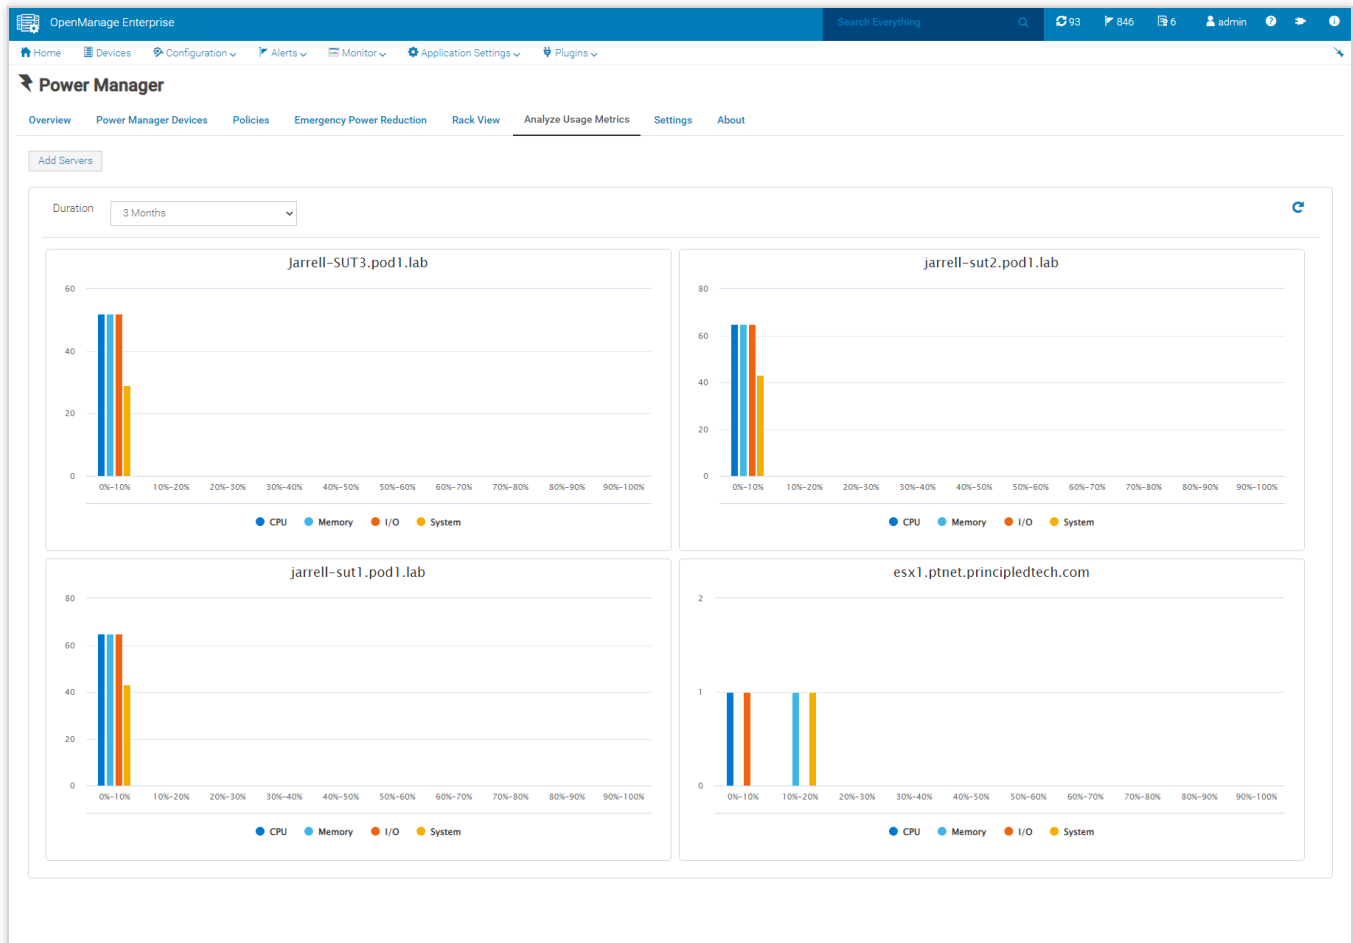 OpenManage Enterprise
Search Everything
93 846 6 admin
Home Devices Configuration Alerts Monitor Application Settings Plugins
Power Manager
Overview Power Manager Devices Policies Emergency Power Reduction Rack View Analyze Usage Metrics Settings About
Add Servers
Duration 3 Months
Jarrell-SUT3.pod1.lab
60
40
20
0
0%-10% 10%-20% 20%-30% 30%-40% 40%-50% 50%-60% 60%-70% 70%-80% 80%-90% 90%-100%
CPU Memory I/O System
jarrell-sut2.pod1.lab
80
60
40
20
0
0%-10% 10%-20% 20%-30% 30%-40% 40%-50% 50%-60% 60%-70% 70%-80% 80%-90% 90%-100%
CPU Memory I/O System
jarrell-sut1.pod1.lab
80
60
40
20
0
0%-10% 10%-20% 20%-30% 30%-40% 40%-50% 50%-60% 60%-70% 70%-80% 80%-90% 90%-100%
CPU Memory I/O System
esx1.ptnet.principledtech.com
2
1
0
0%-10% 10%-20% 20%-30% 30%-40% 40%-50% 50%-60% 60%-70% 70%-80% 80%-90% 90%-100%
CPU Memory I/O System